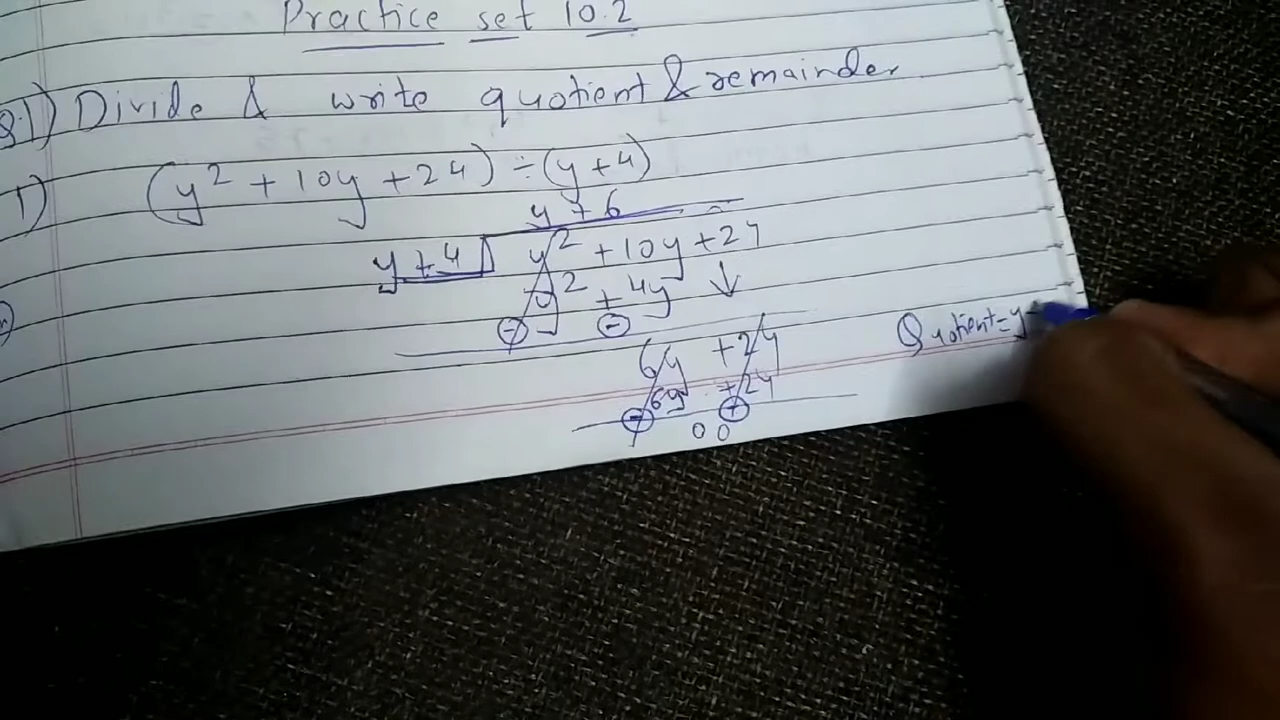 Practice set 10.2
Q.1) Divide & write quotient & remainder
1) (y² + 10y + 24) ÷ (y + 4)
y + 6
y + 4 y² + 10y + 24
y² + 4y ↓
⊖ ⊖
6y + 24
6y + 24
⊖ ⊕
0 0
Quotient = y